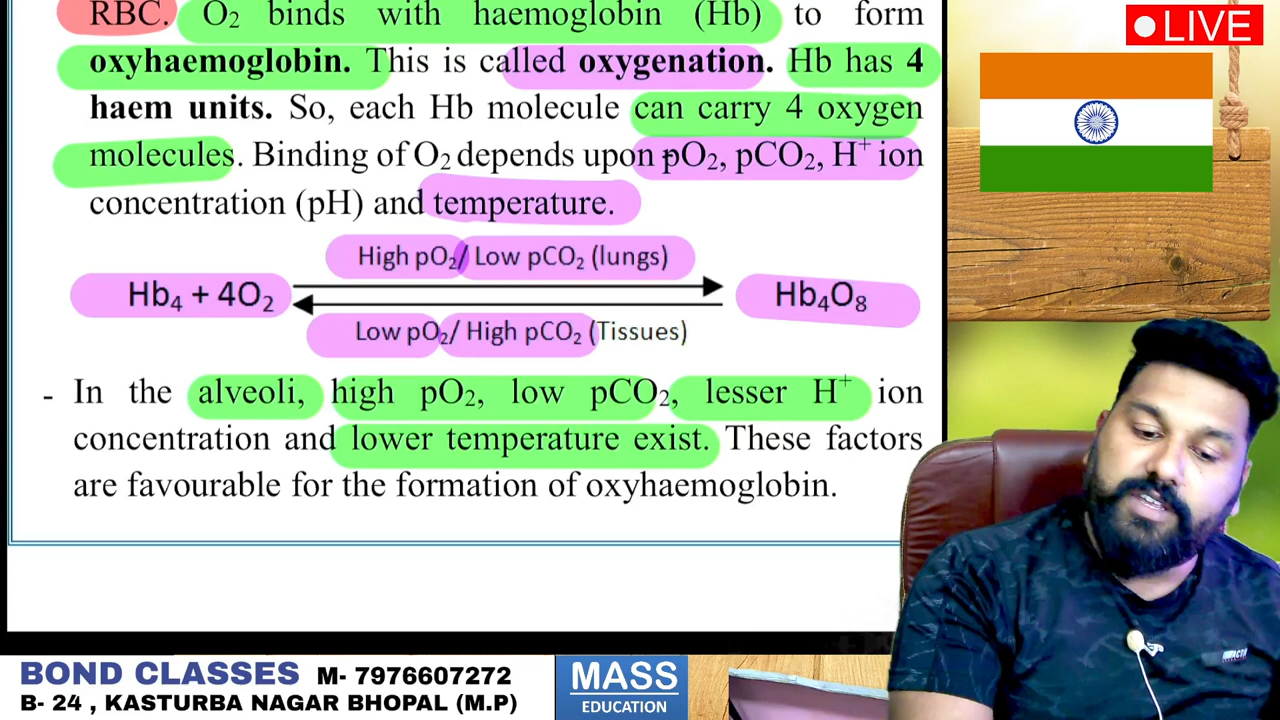 RBC. O₂ binds with haemoglobin (Hb) to form
oxyhaemoglobin. This is called oxygenation. Hb has 4
haem units. So, each Hb molecule can carry 4 oxygen
molecules. Binding of O₂ depends upon pO₂, pCO₂, H⁺ ion
concentration (pH) and temperature.
High pO₂/ Low pCO₂ (lungs)
Hb₄ + 4O₂
Hb₄O₈
Low pO₂/ High pCO₂ (Tissues)
- In the alveoli, high pO₂, low pCO₂, lesser H⁺ ion
concentration and lower temperature exist. These factors
are favourable for the formation of oxyhaemoglobin.
LIVE
BOND CLASSES M- 7976607272
B- 24 , KASTURBA NAGAR BHOPAL (M.P)
MASS
EDUCATION